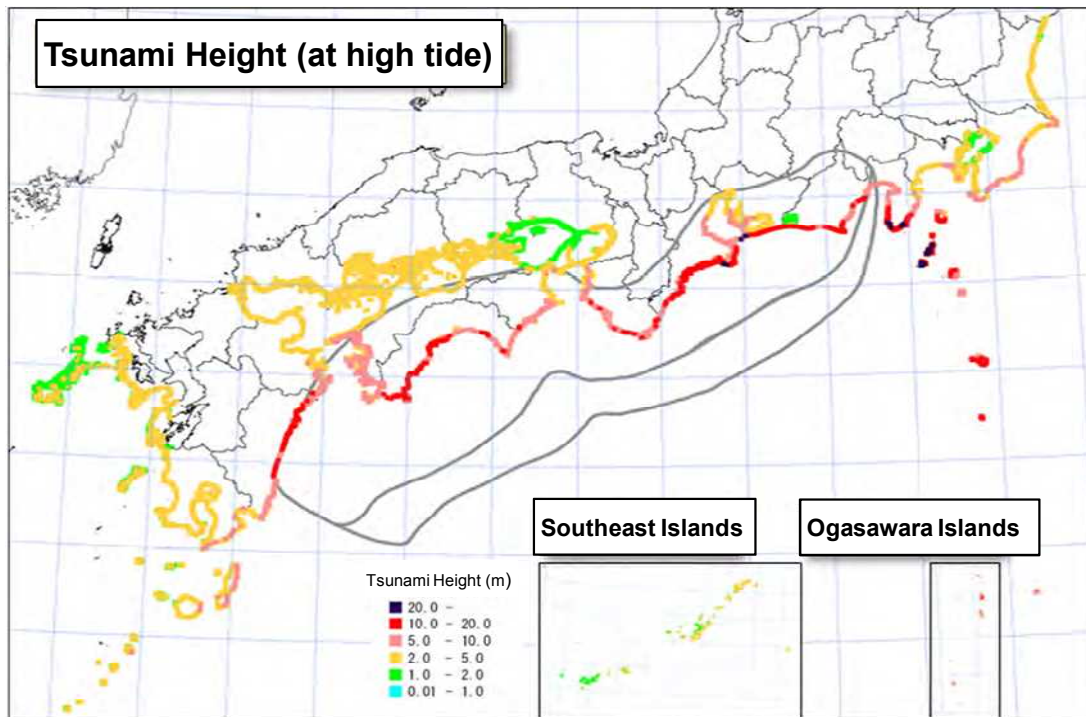 Tsunami Height (at high tide)
Southeast Islands
Ogasawara Islands
Tsunami Height (m)
20.0 -
10.0 - 20.0
5.0 - 10.0
2.0 - 5.0
1.0 - 2.0
0.01 - 1.0